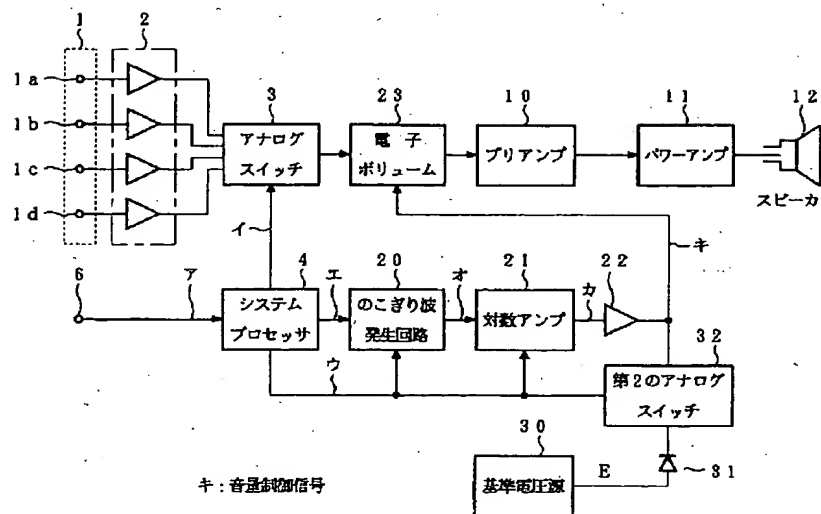 1
2
1a
1b
1c
1d
3
アナログ
スイッチ
23
電子
ボリューム
10
プリアンプ
11
パワーアンプ
12
スピーカ
イ
キ
6
ア
4
システム
プロセッサ
エ
20
のこぎり波
発生回路
オ
21
対数アンプ
カ
22
ウ
32
第2のアナログ
スイッチ
30
基準電圧源
E
31
キ:音量制御信号